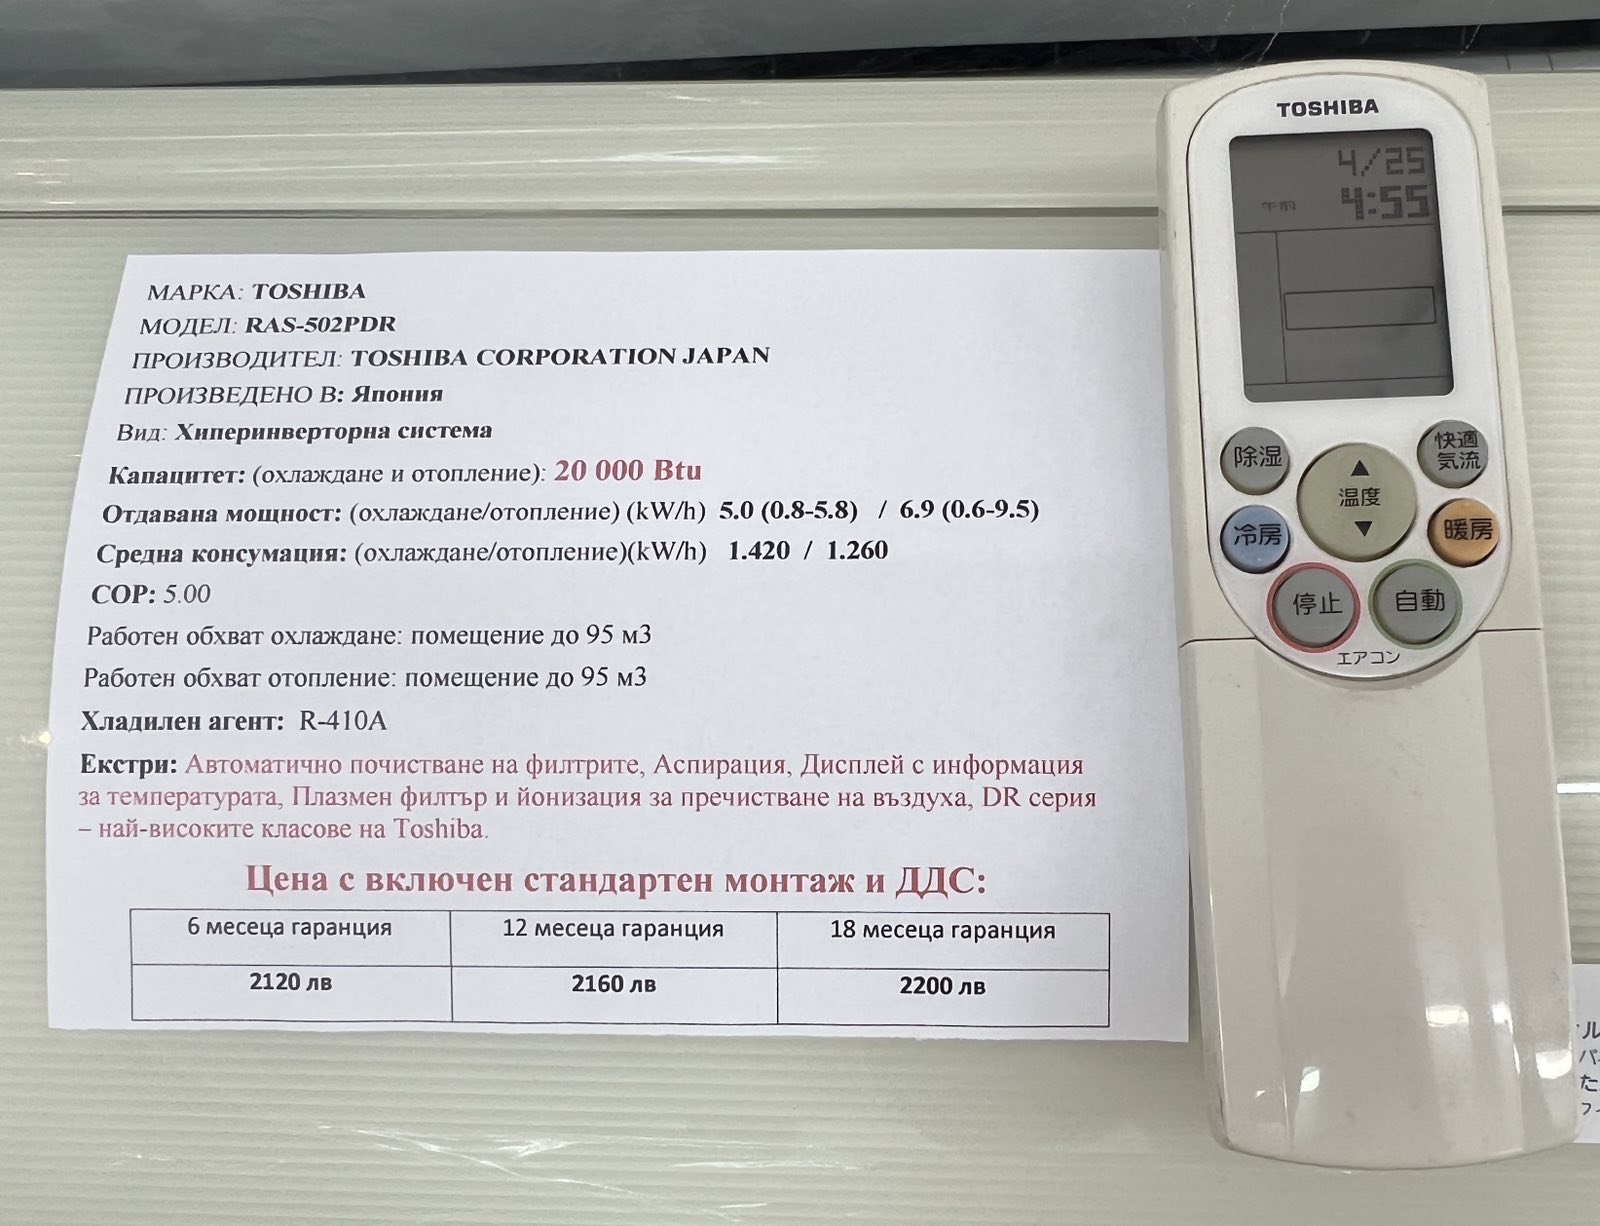 МАРКА: TOSHIBA
МОДЕЛ: RAS-502PDR
ПРОИЗВОДИТЕЛ: TOSHIBA CORPORATION JAPAN
ПРОИЗВЕДЕНО В: Япония
Вид: Хиперинверторна система
Капацитет: (охлаждане и отопление): 20 000 Btu
Отдавана мощност: (охлаждане/отопление) (kW/h) 5.0 (0.8-5.8) / 6.9 (0.6-9.5)
Средна консумация: (охлаждане/отопление)(kW/h) 1.420 / 1.260
COP: 5.00
Работен обхват охлаждане: помещение до 95 м3
Работен обхват отопление: помещение до 95 м3
Хладилен агент: R-410A
Екстри: Автоматично почистване на филтрите, Аспирация, Дисплей с информация
за температурата, Плазмен филтър и йонизация за пречистване на въздуха, DR серия
– най-високите класове на Toshiba.
Цена с включен стандартен монтаж и ДДС:
6 месеца гаранция 12 месеца гаранция 18 месеца гаранция
2120 лв 2160 лв 2200 лв
TOSHIBA
4/25
午前 4:55
除湿
快適
気流
▲
温度
▼
冷房
暖房
停止
自動
エアコン